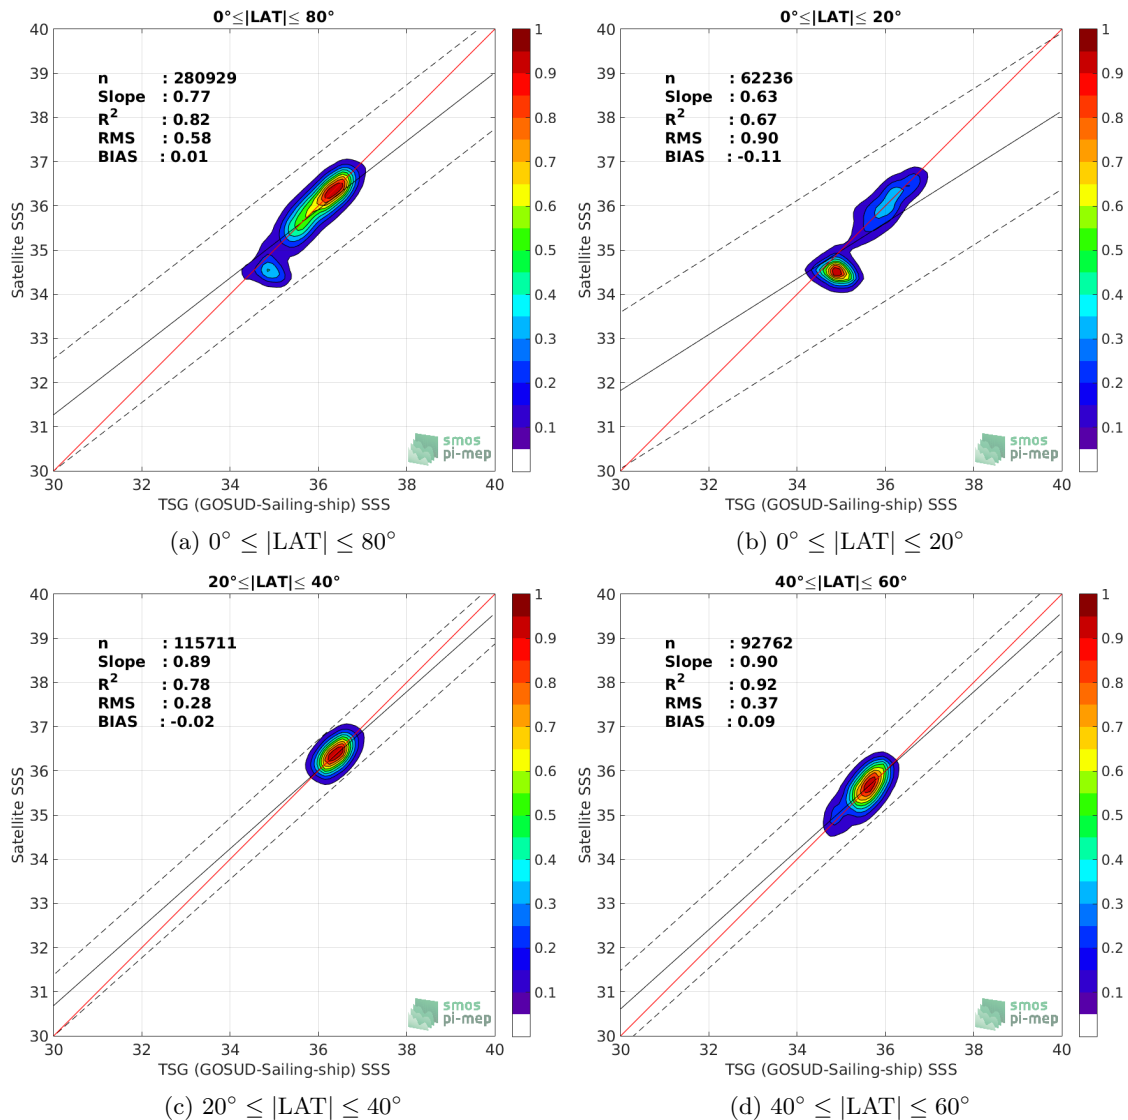 0°≤|LAT|≤ 80°
n : 280929
Slope : 0.77
R² : 0.82
RMS : 0.58
BIAS : 0.01
40
39
38
37
36
35
34
33
32
31
30
Satellite SSS
30 32 34 36 38 40
TSG (GOSUD-Sailing-ship) SSS
1
0.9
0.8
0.7
0.6
0.5
0.4
0.3
0.2
0.1
smos
pi-mep
(a) 0° ≤ |LAT| ≤ 80°
0°≤|LAT|≤ 20°
n : 62236
Slope : 0.63
R² : 0.67
RMS : 0.90
BIAS : -0.11
40
39
38
37
36
35
34
33
32
31
30
Satellite SSS
30 32 34 36 38 40
TSG (GOSUD-Sailing-ship) SSS
1
0.9
0.8
0.7
0.6
0.5
0.4
0.3
0.2
0.1
smos
pi-mep
(b) 0° ≤ |LAT| ≤ 20°
20°≤|LAT|≤ 40°
n : 115711
Slope : 0.89
R² : 0.78
RMS : 0.28
BIAS : -0.02
40
39
38
37
36
35
34
33
32
31
30
Satellite SSS
30 32 34 36 38 40
TSG (GOSUD-Sailing-ship) SSS
1
0.9
0.8
0.7
0.6
0.5
0.4
0.3
0.2
0.1
smos
pi-mep
(c) 20° ≤ |LAT| ≤ 40°
40°≤|LAT|≤ 60°
n : 92762
Slope : 0.90
R² : 0.92
RMS : 0.37
BIAS : 0.09
40
39
38
37
36
35
34
33
32
31
30
Satellite SSS
30 32 34 36 38 40
TSG (GOSUD-Sailing-ship) SSS
1
0.9
0.8
0.7
0.6
0.5
0.4
0.3
0.2
0.1
smos
pi-mep
(d) 40° ≤ |LAT| ≤ 60°